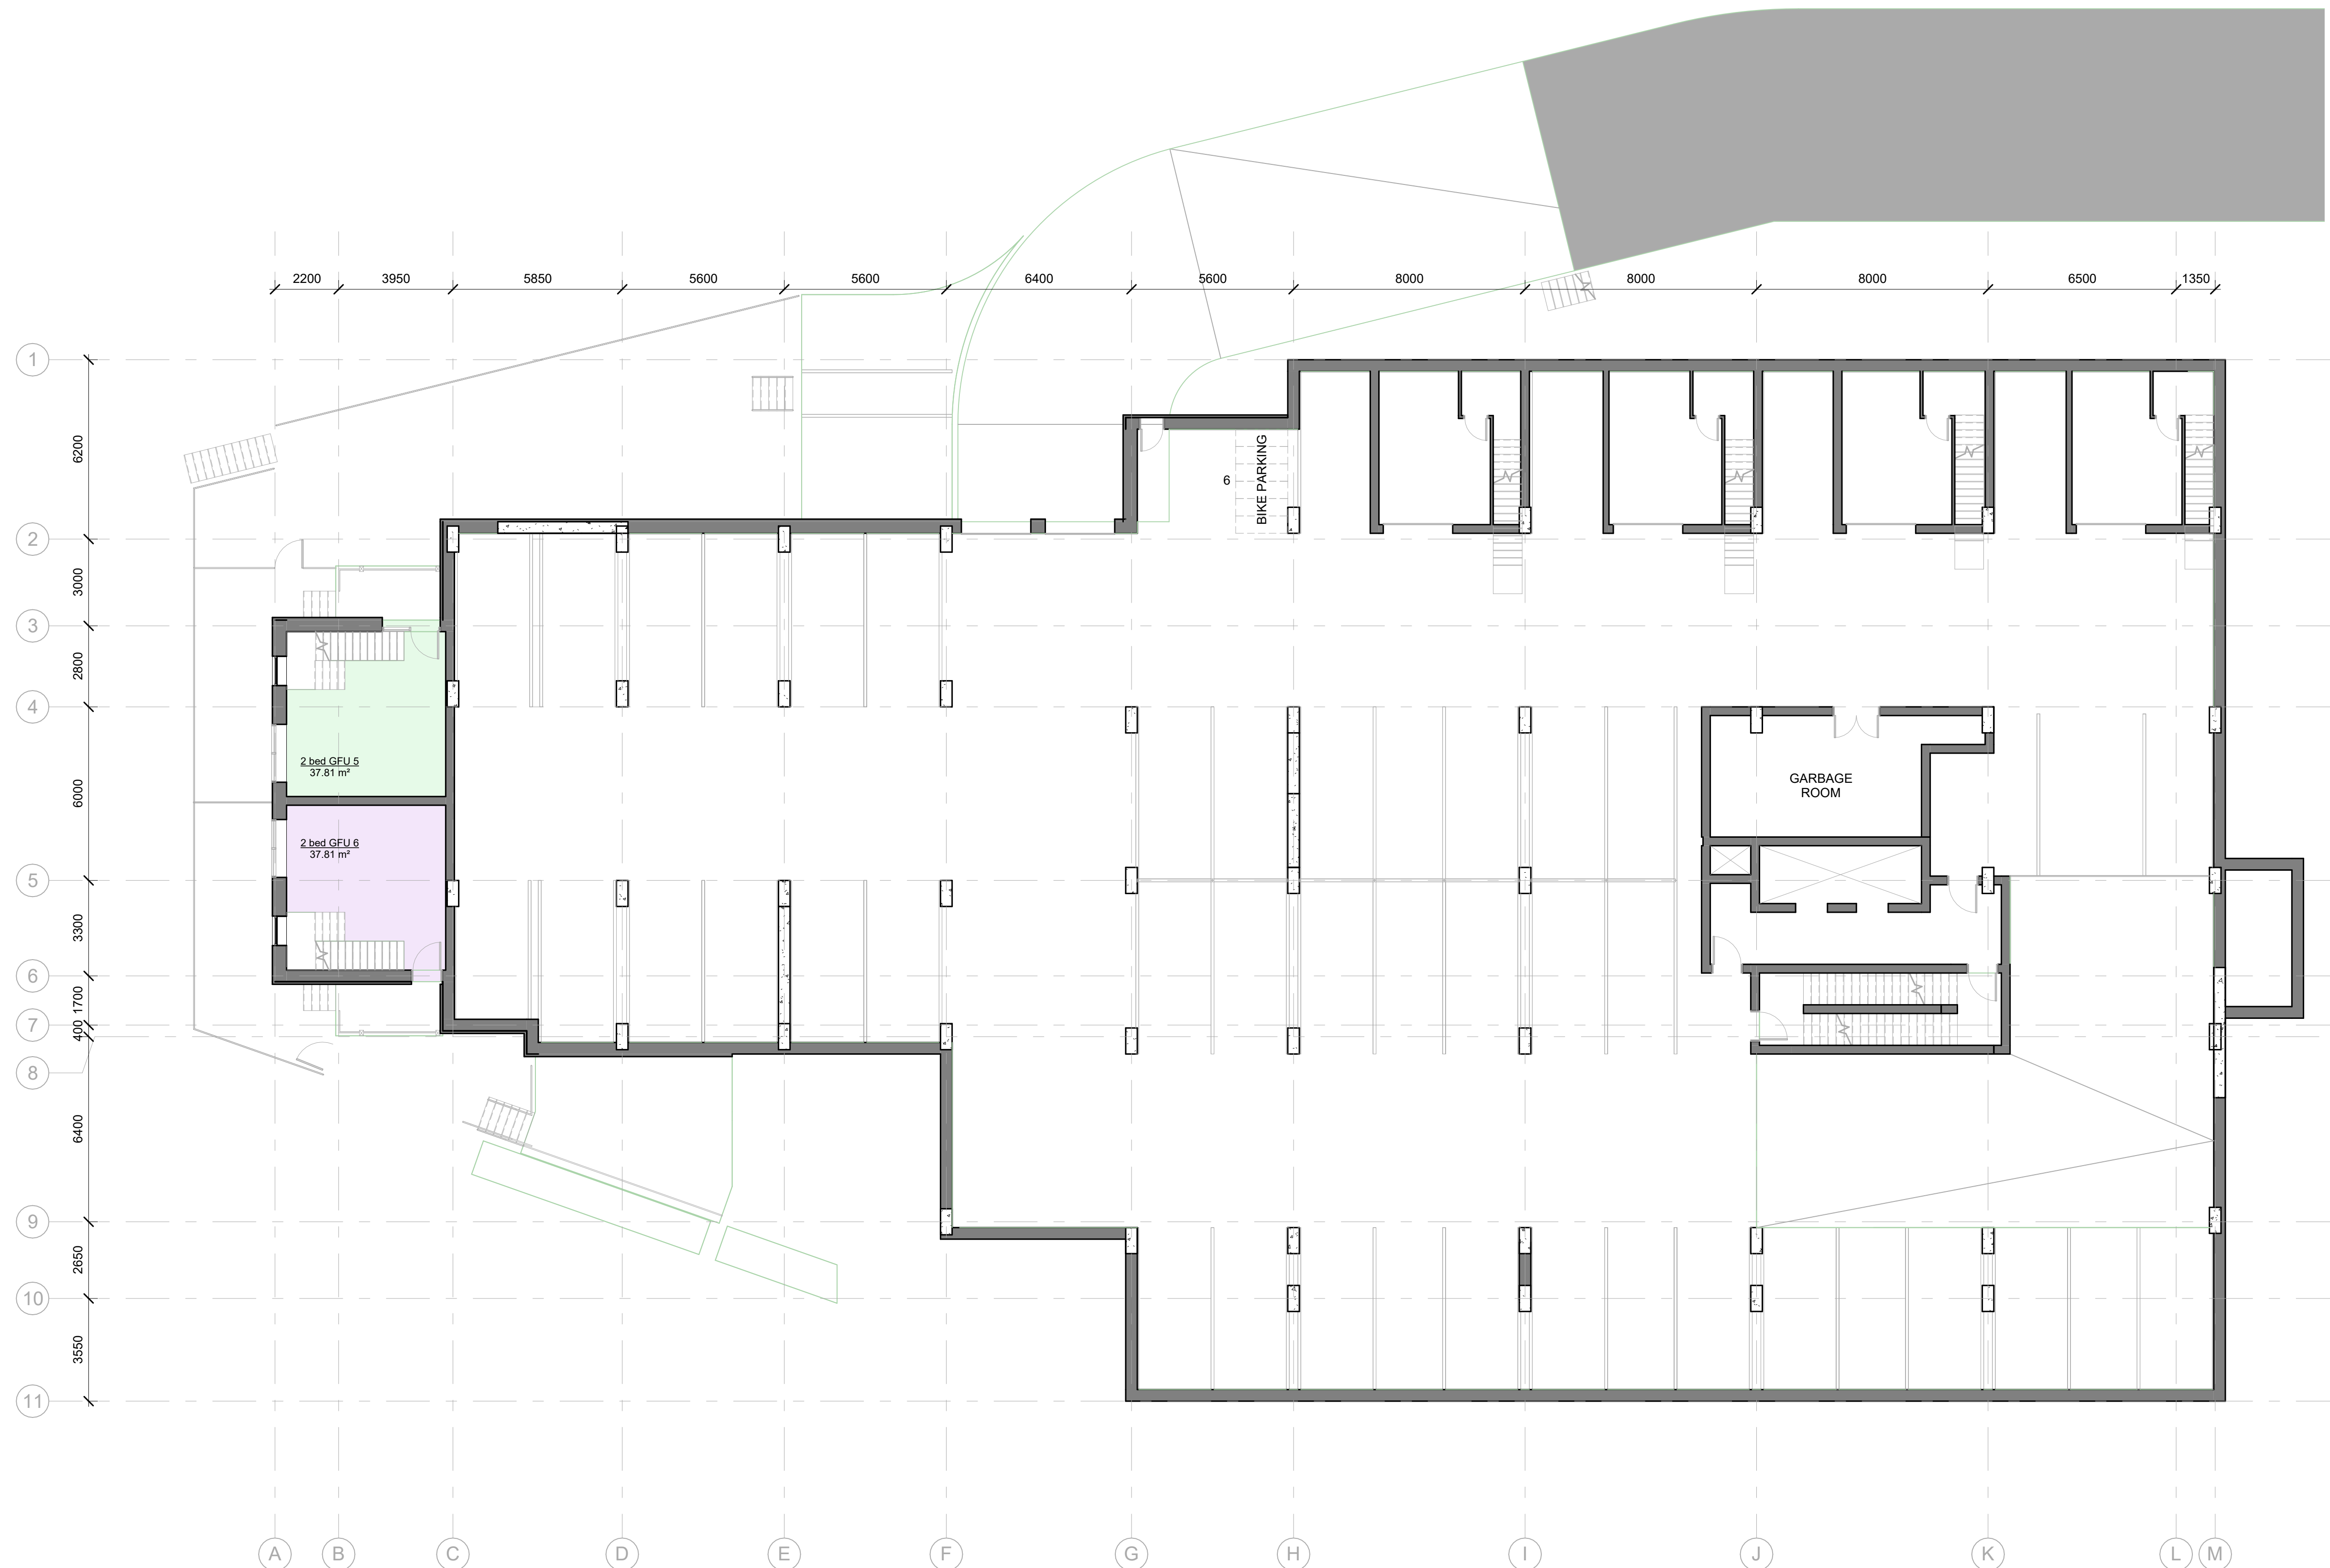 2200 3950 5850 5600 5600 6400 5600 8000 8000 8000 6500 1350
1
6200
BIKE PARKING
6
2
3000
3
2800
4
6000
2 bed GFU 5
37.81 m²
GARBAGE
ROOM
2 bed GFU 6
37.81 m²
5
3300
6
1700
7
400
8
6400
9
2650
10
3550
11
A B C D E F G H I J K L M